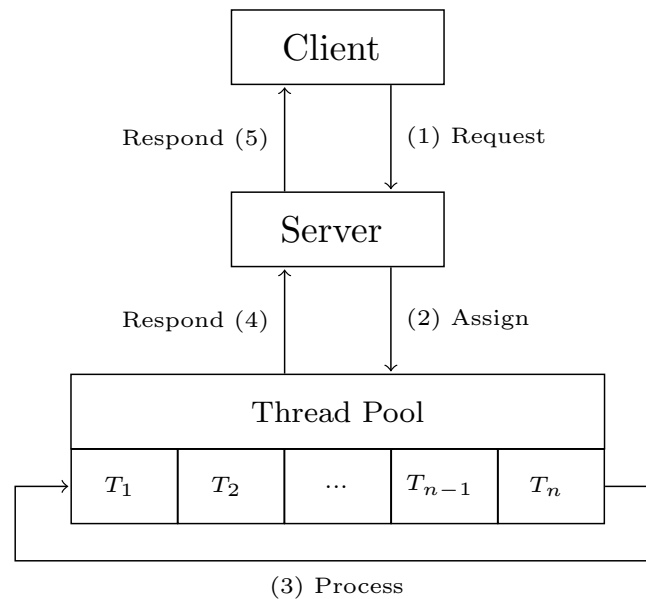 Client
Respond (5)
(1) Request
Server
Respond (4)
(2) Assign
Thread Pool
T₁ T₂ ... Tₙ₋₁ Tₙ
(3) Process